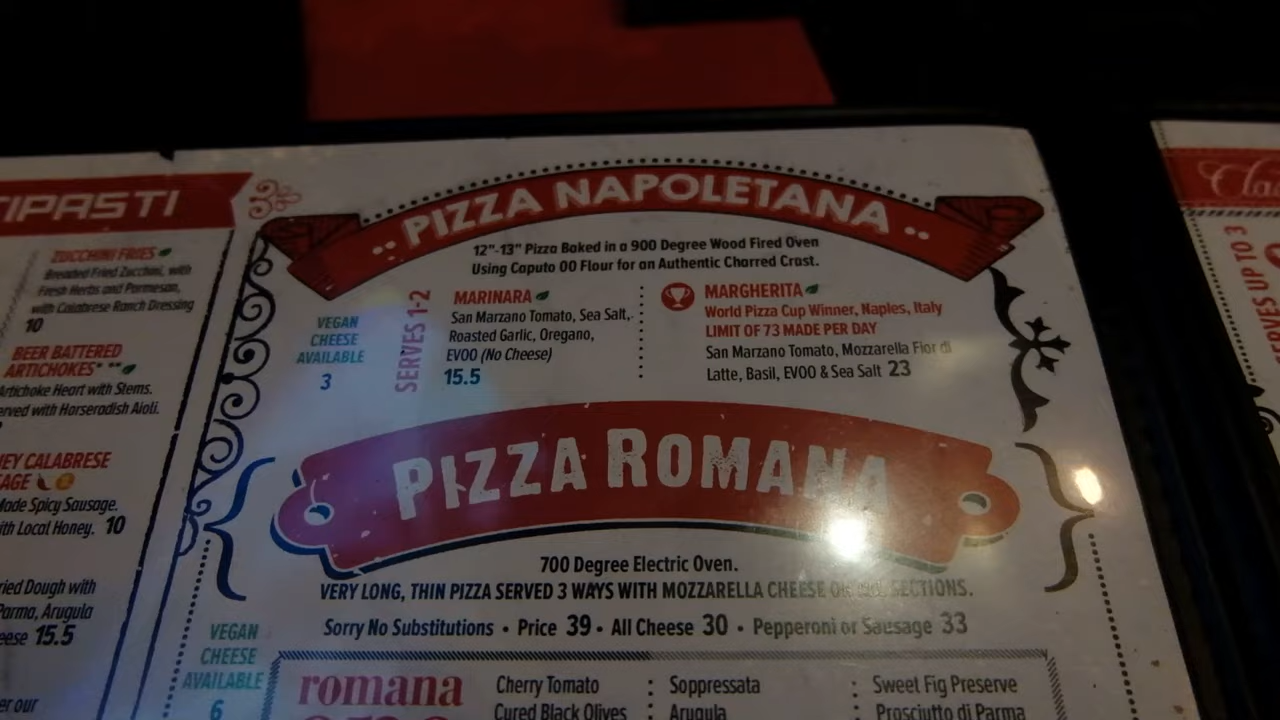 TIPASTI
ZUCCHINI FRIES
Breaded Fried Zucchini, with
Fresh Herbs and Parmesan,
with Calabrese Ranch Dressing
10
BEER BATTERED
ARTICHOKES* **
Artichoke Heart with Stems.
erved with Horseradish Aioli.
EY CALABRESE
AGE
Made Spicy Sausage.
ith Local Honey. 10
ried Dough with
Parma, Arugula
eese 15.5
er our
PIZZA NAPOLETANA
12"-13" Pizza Baked in a 900 Degree Wood Fired Oven
Using Caputo 00 Flour for an Authentic Charred Crust.
VEGAN
CHEESE
AVAILABLE
3
SERVES 1-2
MARINARA
San Marzano Tomato, Sea Salt,
Roasted Garlic, Oregano,
EVOO (No Cheese)
15.5
MARGHERITA
World Pizza Cup Winner, Naples, Italy
LIMIT OF 73 MADE PER DAY
San Marzano Tomato, Mozzarella Fior di
Latte, Basil, EVOO & Sea Salt 23
PIZZA ROMANA
700 Degree Electric Oven.
VERY LONG, THIN PIZZA SERVED 3 WAYS WITH MOZZARELLA CHEESE ON ALL SECTIONS.
Sorry No Substitutions • Price 39 • All Cheese 30 • Pepperoni or Sausage 33
VEGAN
CHEESE
AVAILABLE
6
romana
Cherry Tomato
Cured Black Olives
Soppressata
Arugula
Sweet Fig Preserve
Prosciutto di Parma
SERVES UP TO 3